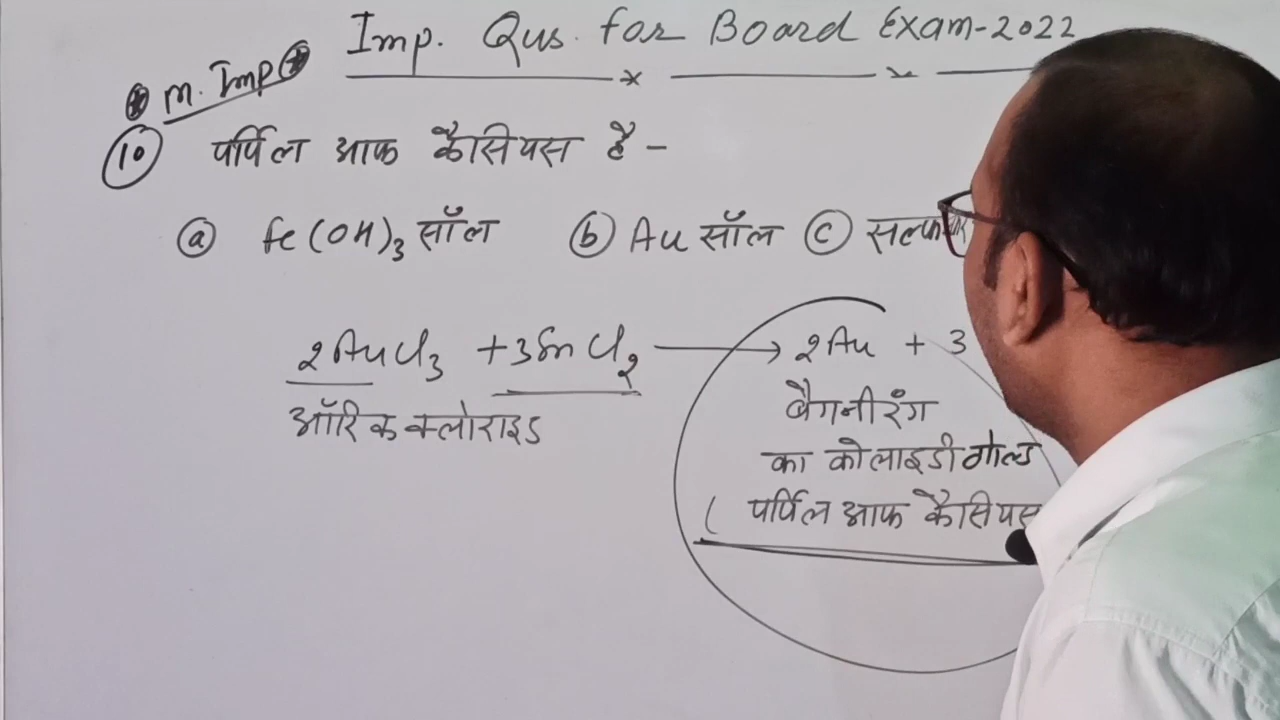 Imp. Qus. for Board Exam-2022
M. Imp
10 पर्पिल आफ कैसियस है -
a Fe(OH)₃ सॉल b Au सॉल c
2AuCl₃ + 3SnCl₂ → 2Au + 3
ऑरिक क्लोराइड
बैगनी रंग
का कोलाइडी गोल्ड
( पर्पिल आफ कैसियस